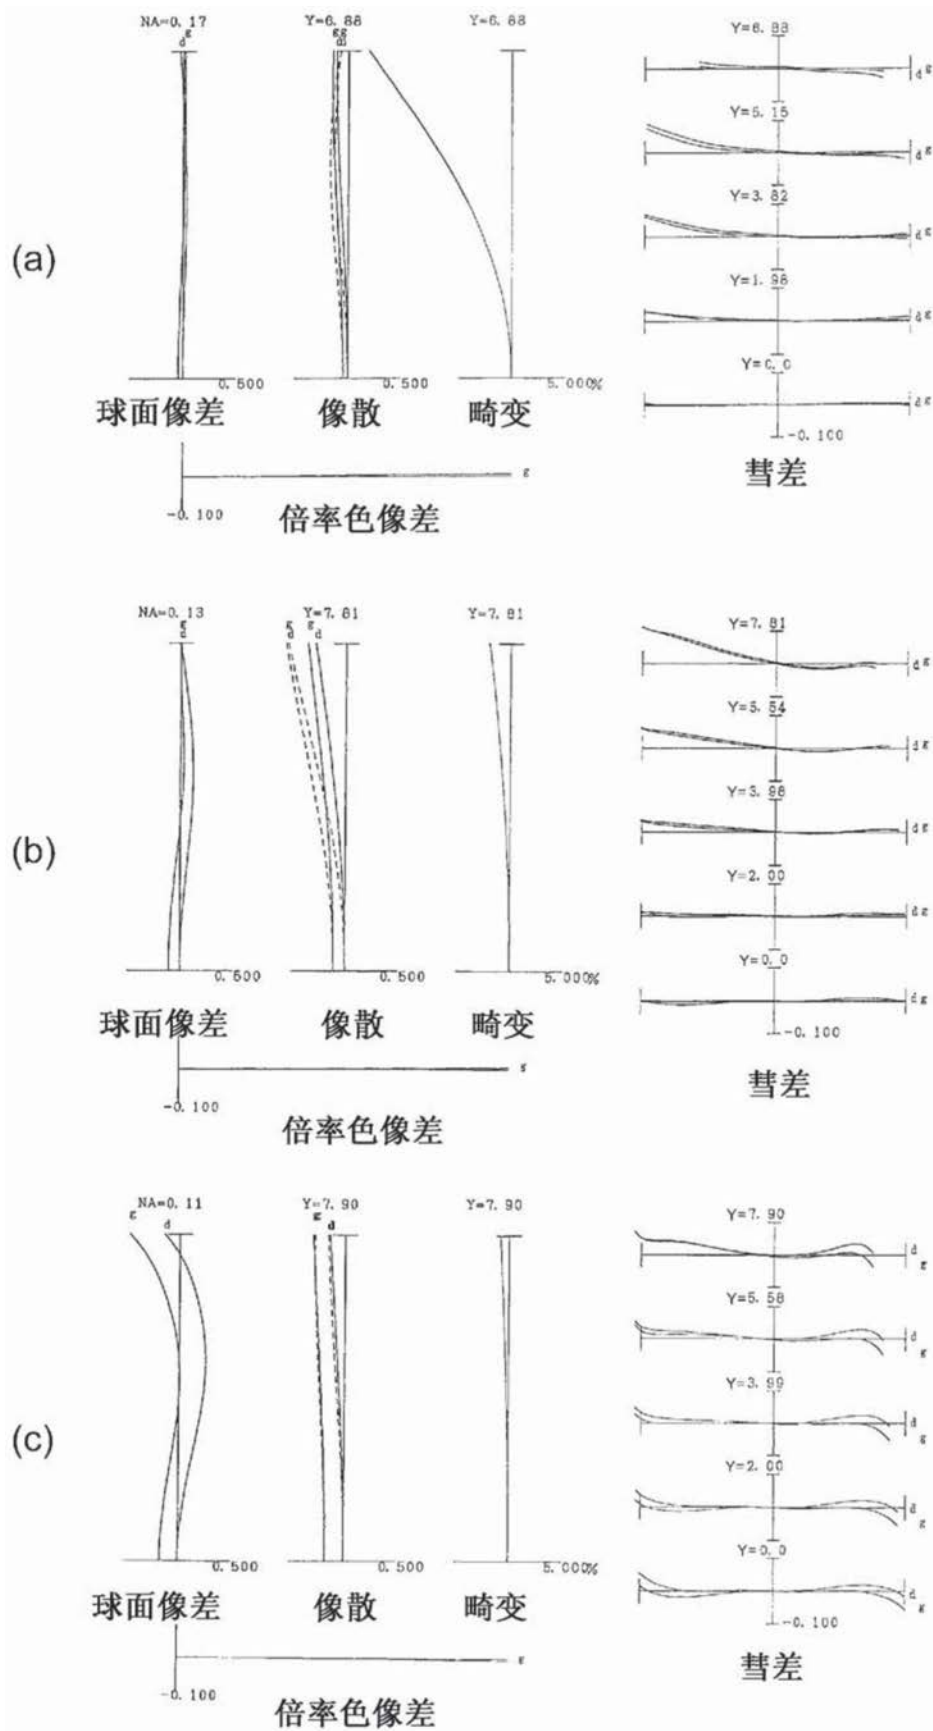 (a)
NA=0.17
g
d
0.500
球面像差
Y=6.88
gg
dd
0.500
像散
Y=6.88
5.000%
畸变
g
-0.100
倍率色像差
Y=6.88
d g
Y=5.15
d g
Y=3.82
d g
Y=1.98
d g
Y=0.0
d g
-0.100
彗差
(b)
NA=0.13
g
d
0.500
球面像差
Y=7.81
g g
d d
0.500
像散
Y=7.81
5.000%
畸变
g
-0.100
倍率色像差
Y=7.81
d g
Y=5.54
d g
Y=3.98
d g
Y=2.00
d g
Y=0.0
d g
-0.100
彗差
(c)
NA=0.11
g d
0.500
球面像差
Y=7.90
g d
0.500
像散
Y=7.90
5.000%
畸变
g
-0.100
倍率色像差
Y=7.90
d
g
Y=5.58
d
g
Y=3.99
d
g
Y=2.00
d
g
Y=0.0
d
g
-0.100
彗差